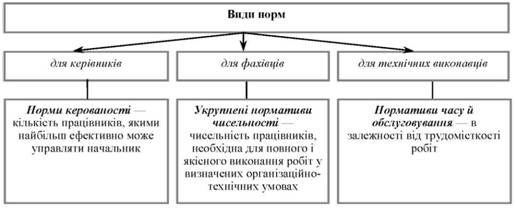 Види норм
для керівників
для фахівців
для технічних виконавців
Норми керованості —
кількість працівників, якими
найбільш ефективно може
управляти начальник
Укрупнені нормативи
чисельності —
чисельність працівників,
необхідна для повного і
якісного виконання робіт у
визначених організаційно-
технічних умовах
Нормативи часу й
обслуговування — в
залежності від трудомісткості
робіт